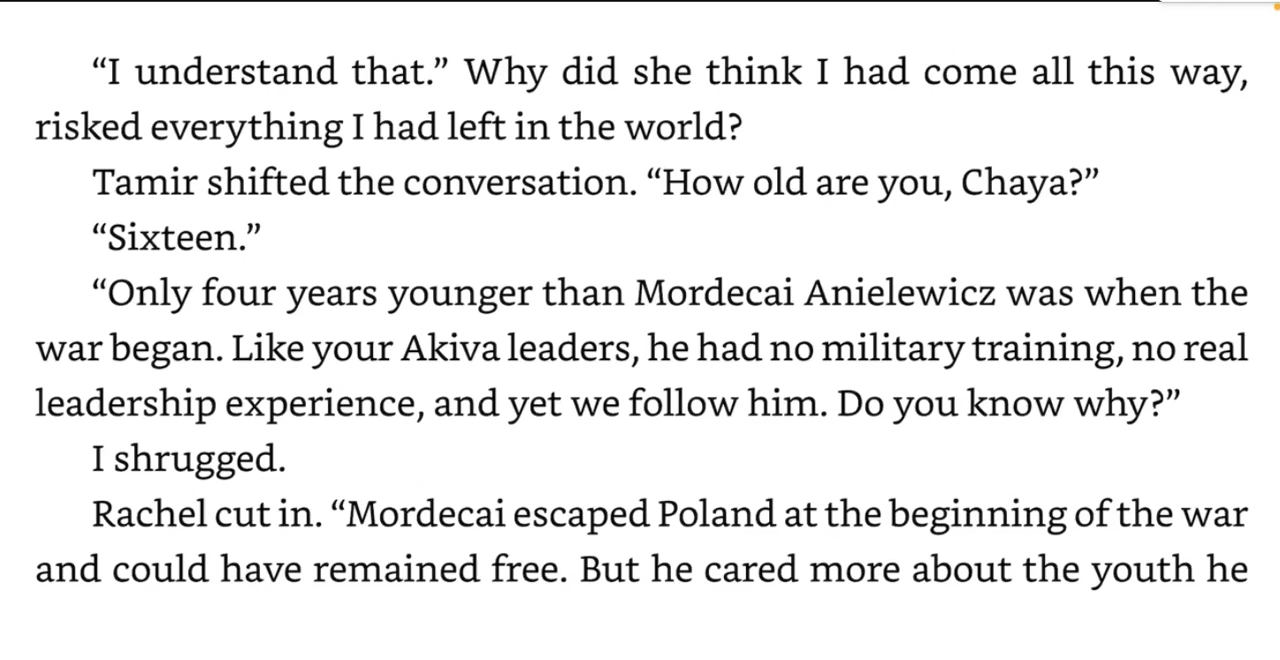 “I understand that.” Why did she think I had come all this way,
risked everything I had left in the world?
Tamir shifted the conversation. “How old are you, Chaya?”
“Sixteen.”
“Only four years younger than Mordecai Anielewicz was when the
war began. Like your Akiva leaders, he had no military training, no real
leadership experience, and yet we follow him. Do you know why?”
I shrugged.
Rachel cut in. “Mordecai escaped Poland at the beginning of the war
and could have remained free. But he cared more about the youth he